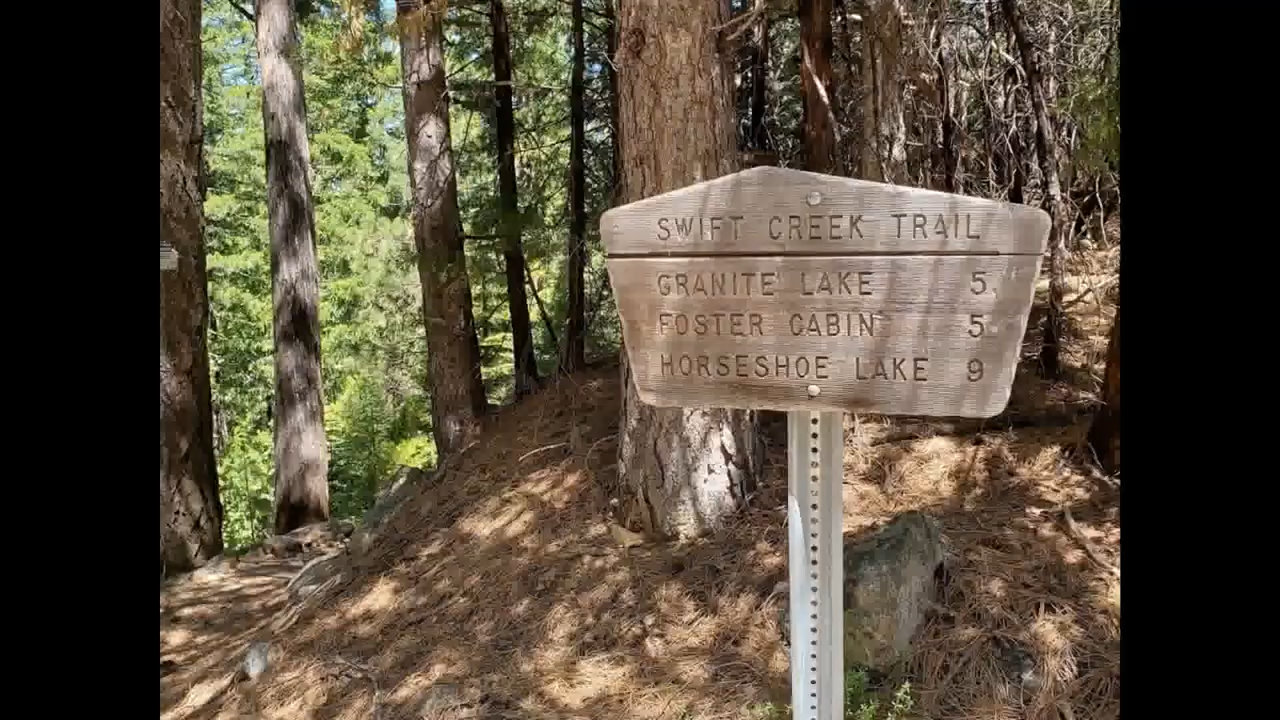 SWIFT CREEK TRAIL
GRANITE LAKE 5
FOSTER CABIN 5
HORSESHOE LAKE 9